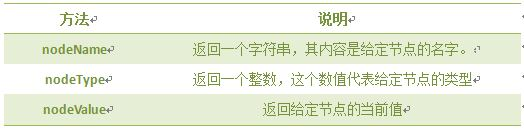 方法 说明
nodeName 返回一个字符串，其内容是给定节点的名字。
nodeType 返回一个整数，这个数值代表给定节点的类型
nodeValue 返回给定节点的当前值